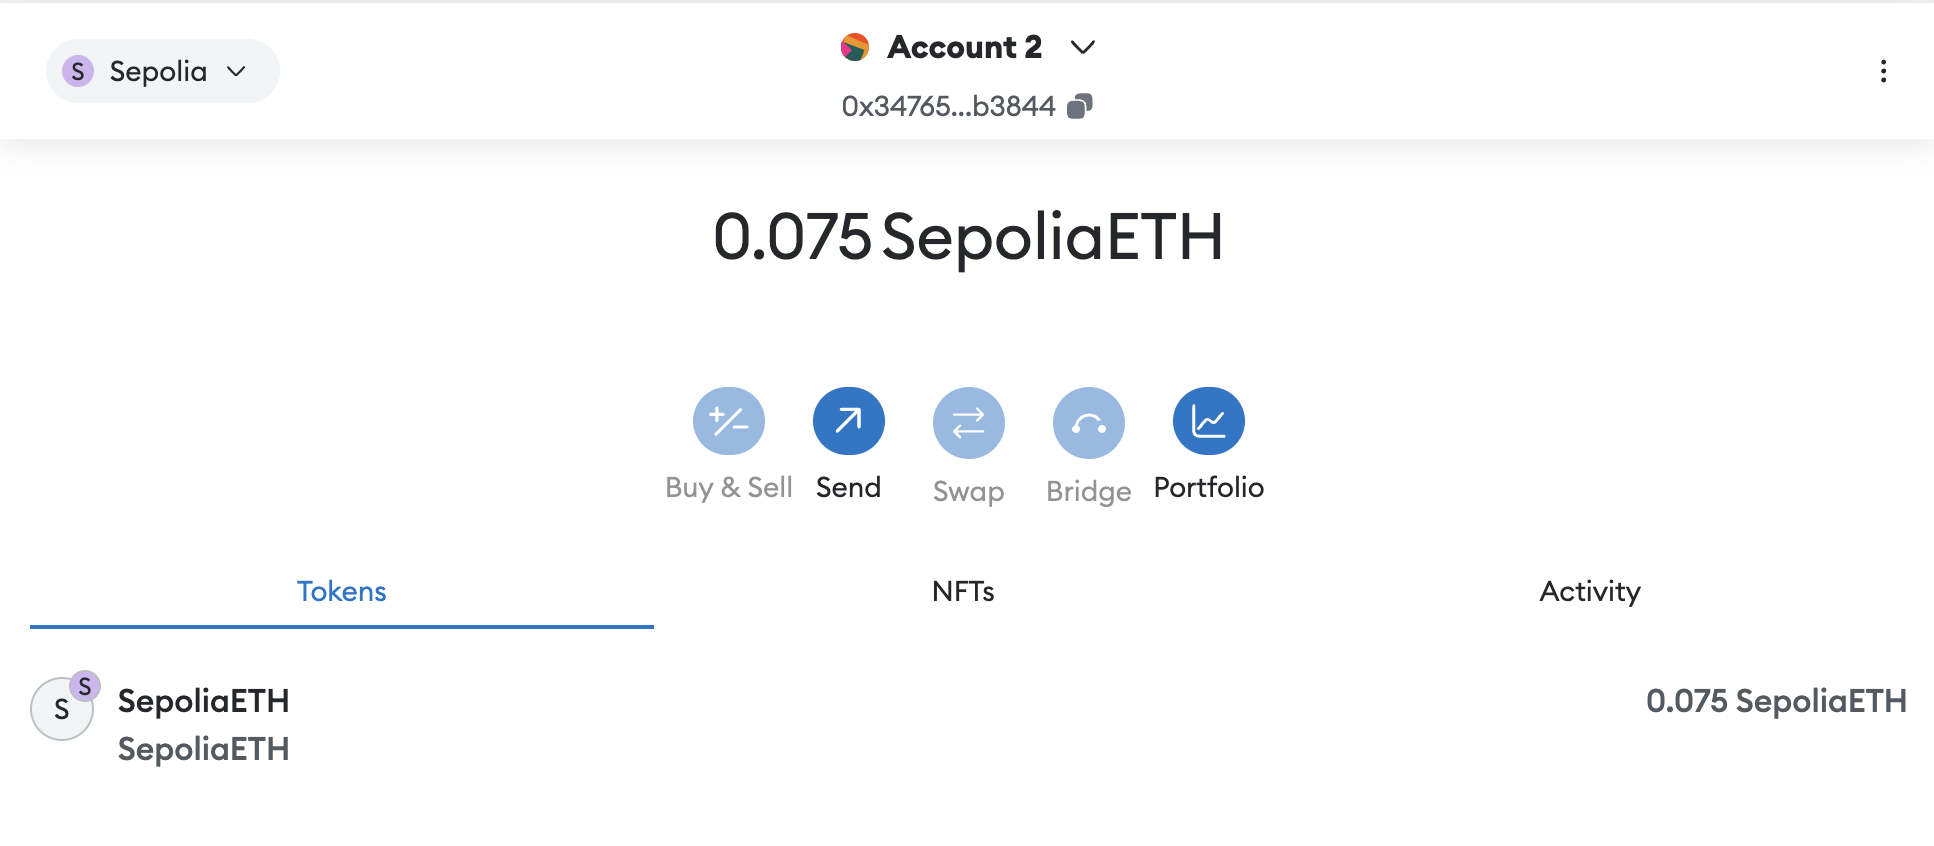 S Sepolia
Account 2
0x34765...b3844
0.075 SepoliaETH
Buy & Sell Send Swap Bridge Portfolio
Tokens NFTs Activity
S S SepoliaETH 0.075 SepoliaETH
SepoliaETH